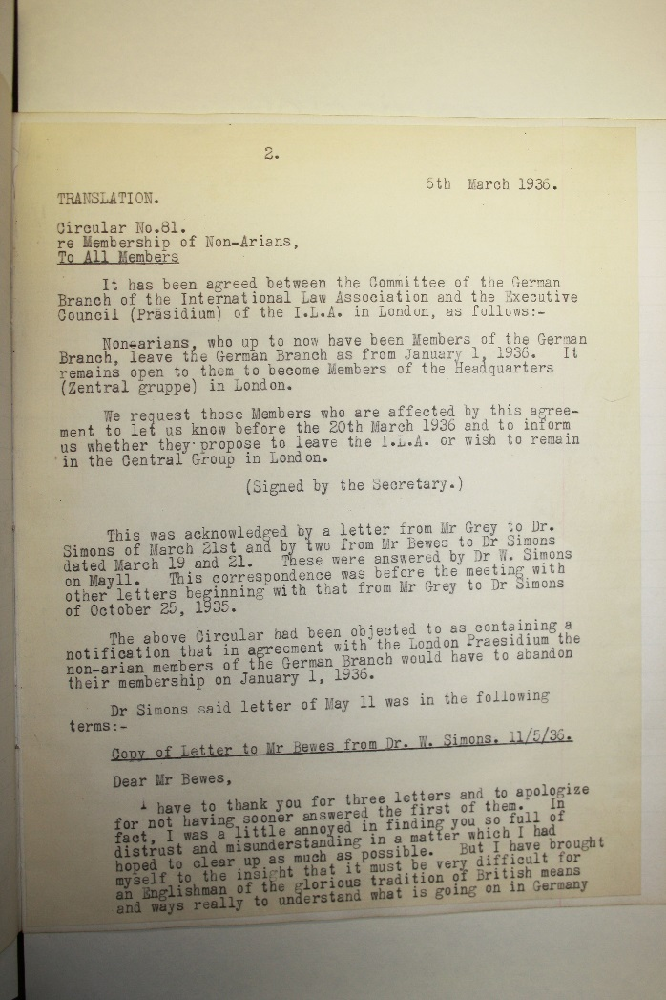 2.
6th March 1936.
TRANSLATION.
Circular No.81.
re Membership of Non-Arians,
To All Members
It has been agreed between the Committee of the German
Branch of the International Law Association and the Executive
Council (Präsidium) of the I.L.A. in London, as follows:-
Non-arians, who up to now have been Members of the German
Branch, leave the German Branch as from January 1, 1936. It
remains open to them to become Members of the Headquarters
(Zentral gruppe) in London.
We request those Members who are affected by this agree-
ment to let us know before the 20th March 1936 and to inform
us whether they propose to leave the I.L.A. or wish to remain
in the Central Group in London.
(Signed by the Secretary.)
This was acknowledged by a letter from Mr Grey to Dr.
Simons of March 21st and by two from Mr Bewes to Dr Simons
dated March 19 and 21. These were answered by Dr W. Simons
on May11. This correspondence was before the meeting with
other letters beginning with that from Mr Grey to Dr Simons
of October 25, 1935.
The above Circular had been objected to as containing a
notification that in agreement with the London Praesidium the
non-arian members of the German Branch would have to abandon
their membership on January 1, 1936.
Dr Simons said letter of May 11 was in the following
terms:-
Copy of Letter to Mr Bewes from Dr. W. Simons. 11/5/36.
Dear Mr Bewes,
I have to thank you for three letters and to apologize
for not having sooner answered the first of them. In
fact, I was a little annoyed in finding you so full of
distrust and misunderstanding in a matter which I had
hoped to clear up as much as possible. But I have brought
myself to the insight that it must be very difficult for
an Englishman of the glorious tradition of British means
and ways really to understand what is going on in Germany